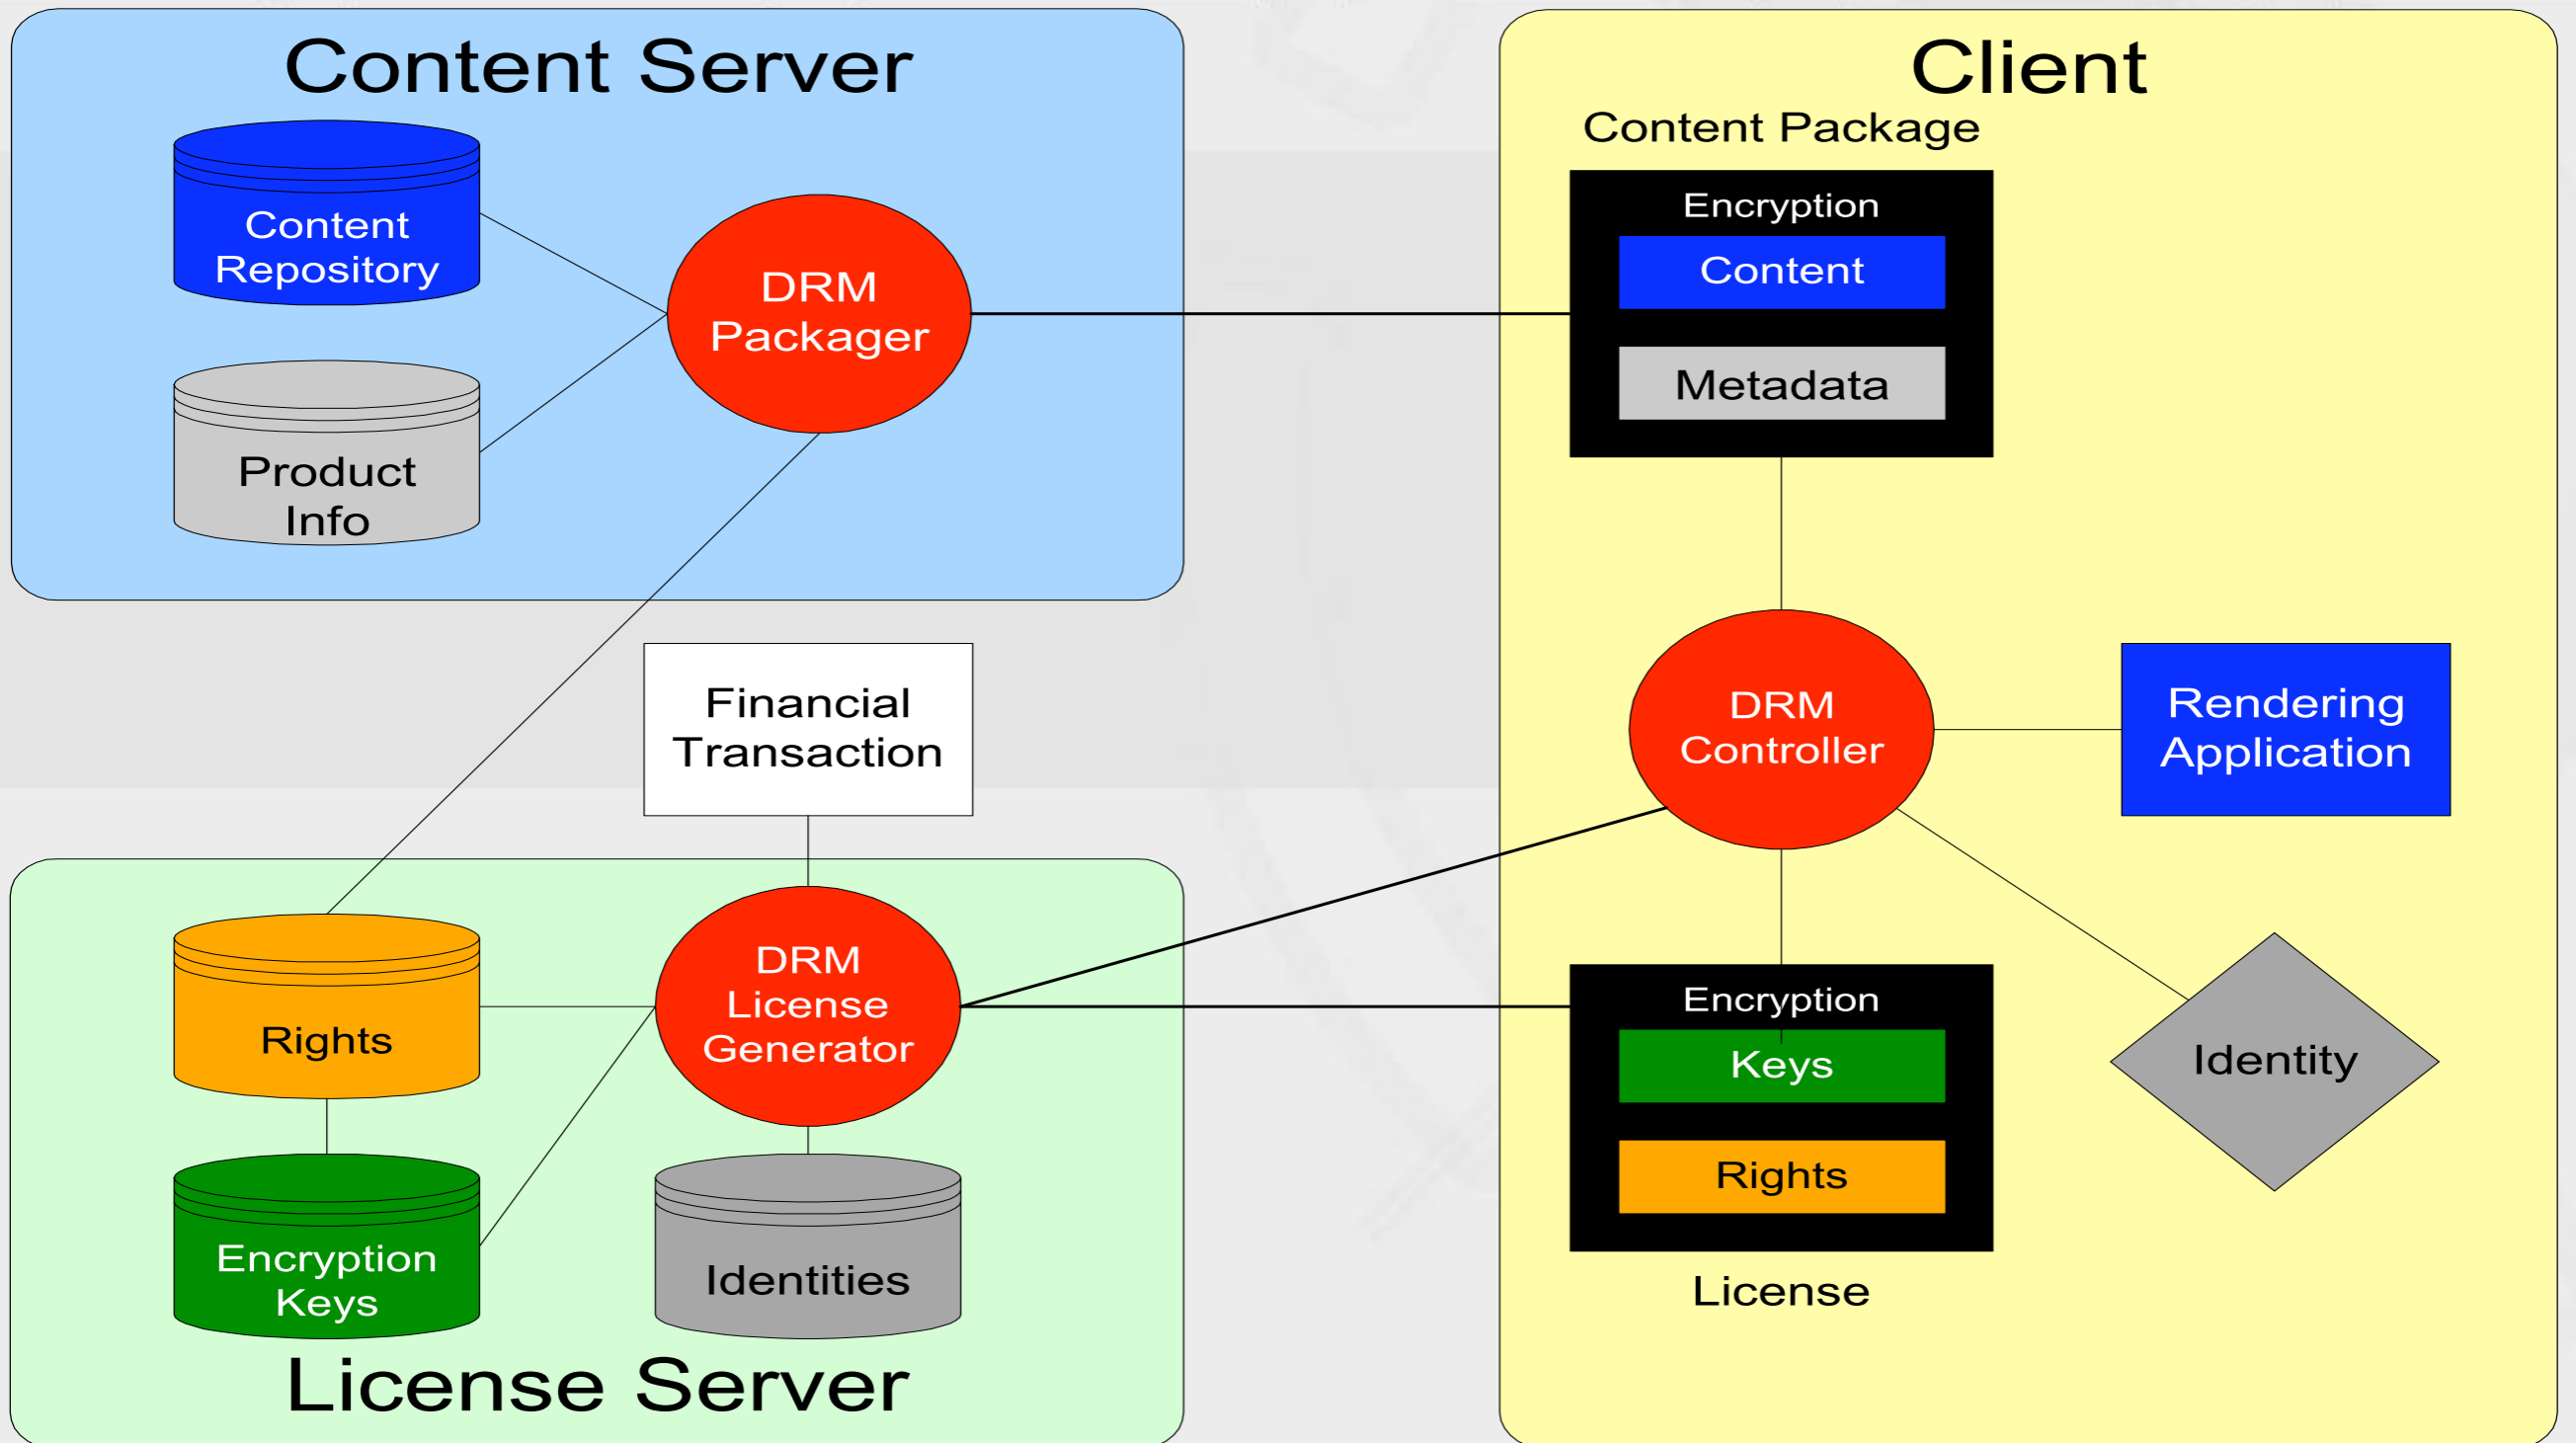 Content Server
Content
Repository
Product
Info
DRM
Packager
Financial
Transaction
Rights
Encryption
Keys
DRM
License
Generator
Identities
License Server
Client
Content Package
Encryption
Content
Metadata
DRM
Controller
Rendering
Application
Encryption
Keys
Rights
License
Identity